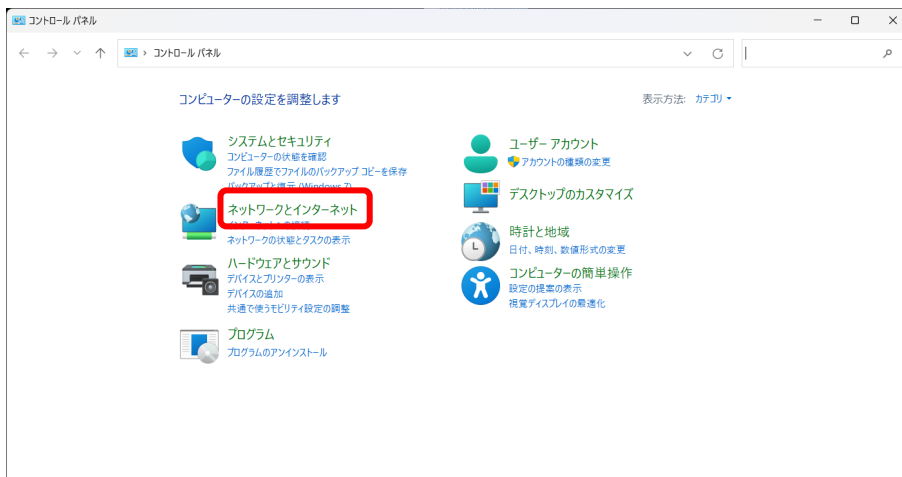 コントロール パネル
コントロール パネル
コンピューターの設定を調整します
表示方法: カテゴリ
システムとセキュリティ
コンピューターの状態を確認
ファイル履歴でファイルのバックアップ コピーを保存
バックアップと復元 (Windows 7)
ネットワークとインターネット
ネットワークの状態とタスクの表示
ハードウェアとサウンド
デバイスとプリンターの表示
デバイスの追加
共通で使うモビリティ設定の調整
プログラム
プログラムのアンインストール
ユーザー アカウント
アカウントの種類の変更
デスクトップのカスタマイズ
時計と地域
日付、時刻、数値形式の変更
コンピューターの簡単操作
設定の提案の表示
視覚ディスプレイの最適化